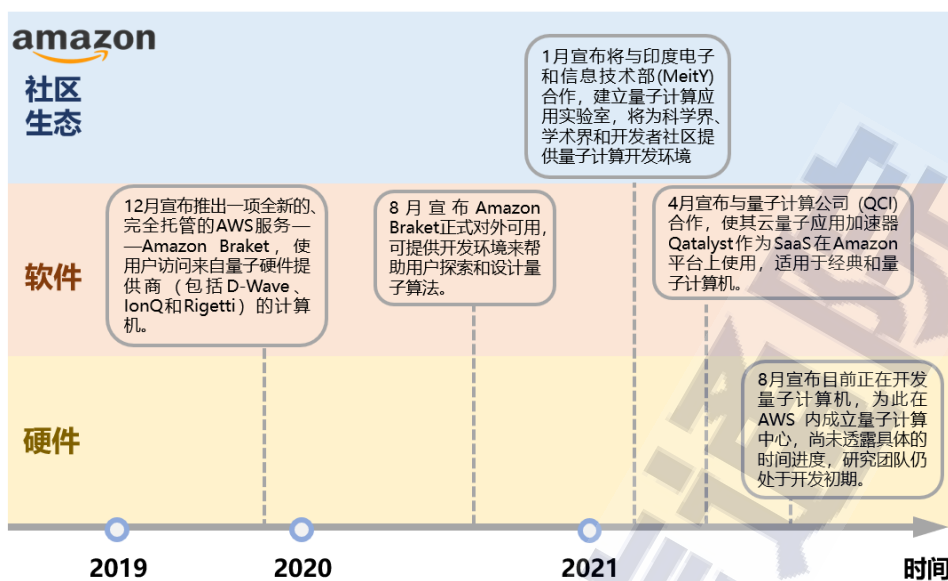 amazon
社区
生态
1月宣布将与印度电子
和信息技术部(MeitY)
合作，建立量子计算应
用实验室，将为科学界、
学术界和开发者社区提
供量子计算开发环境
软件
12月宣布推出一项全新的、
完全托管的AWS服务—
—Amazon Braket，使
用户访问来自量子硬件提
供商（包括D-Wave、
IonQ和Rigetti）的计算
机。
8月宣布Amazon
Braket正式对外可用，
可提供开发环境来帮
助用户探索和设计量
子算法。
4月宣布与量子计算公司 (QCI)
合作，使其云量子应用加速器
Qatalyst作为SaaS在Amazon
平台上使用，适用于经典和量
子计算机。
硬件
8月宣布目前正在开发
量子计算机，为此在
AWS 内成立量子计算
中心，尚未透露具体的
时间进度，研究团队仍
处于开发初期。
2019
2020
2021
时间